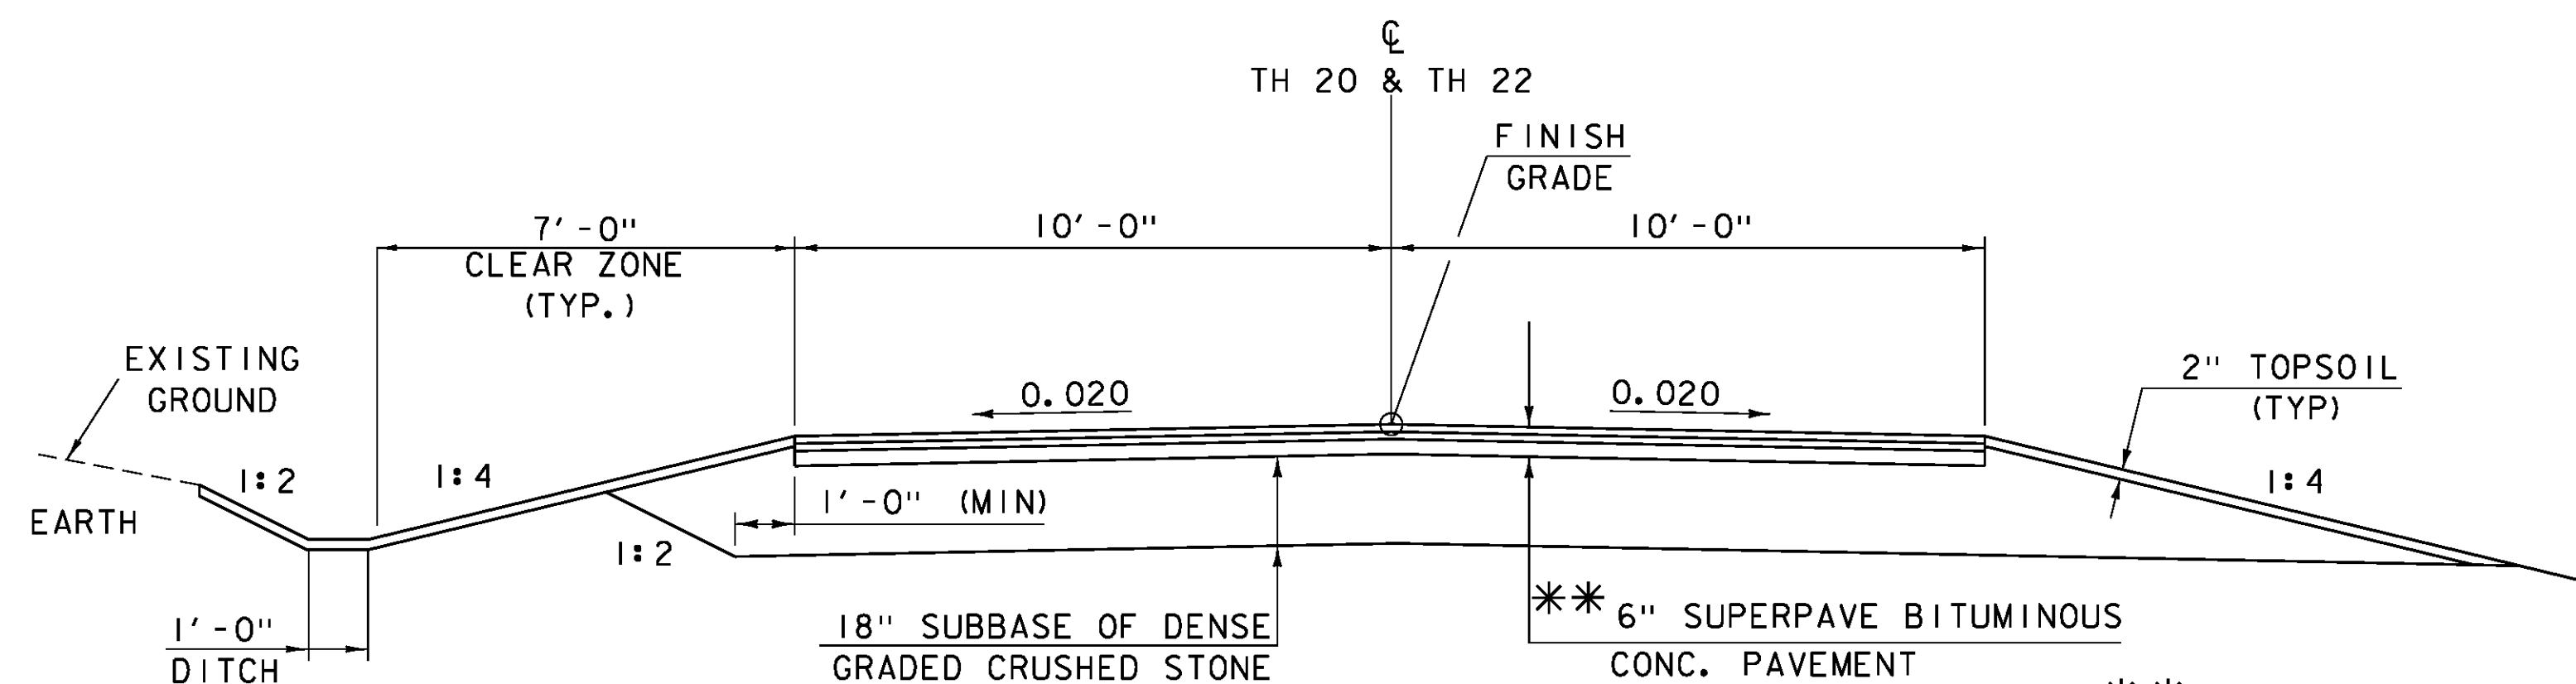 ℄
TH 20 & TH 22
FINISH
GRADE
7'-0"
CLEAR ZONE
(TYP.)
10'-0"
10'-0"
EXISTING
GROUND
0.020
0.020
2" TOPSOIL
(TYP)
1:2
1:4
1:4
EARTH
1'-0" (MIN)
1:2
1'-0"
DITCH
18" SUBBASE OF DENSE
GRADED CRUSHED STONE
** 6" SUPERPAVE BITUMINOUS
CONC. PAVEMENT
**